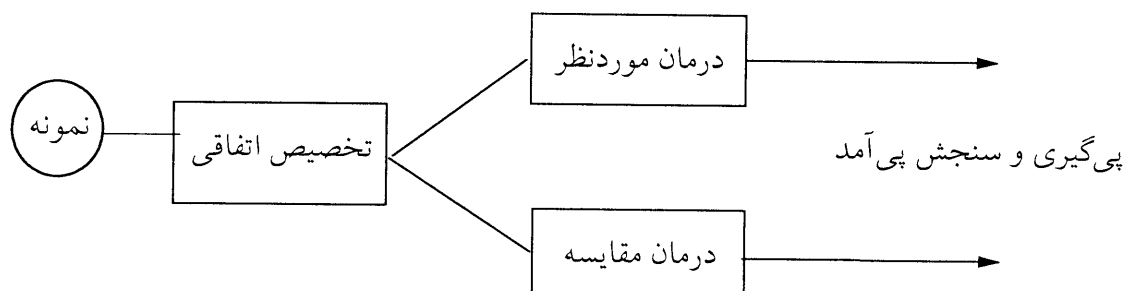 نمونه
تخصیص اتفاقی
درمان موردنظر
درمان مقایسه
پی‌گیری و سنجش پی‌آمد